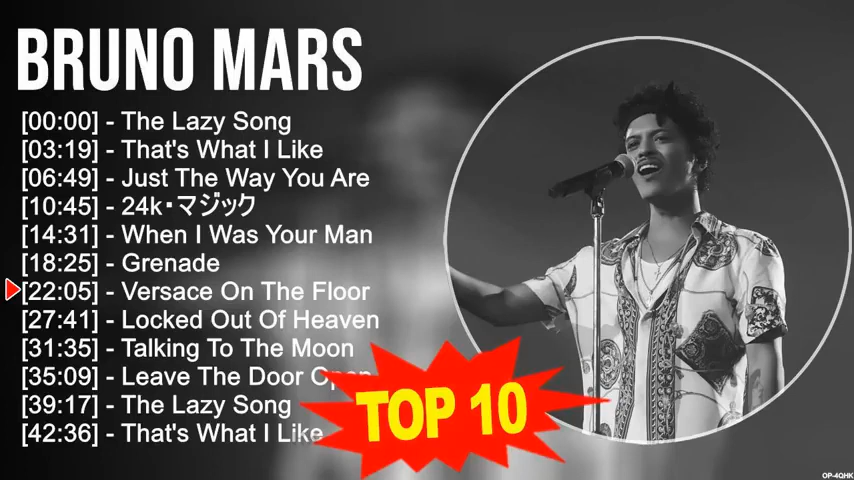 BRUNO MARS
[00:00] - The Lazy Song
[03:19] - That's What I Like
[06:49] - Just The Way You Are
[10:45] - 24k・マジック
[14:31] - When I Was Your Man
[18:25] - Grenade
[22:05] - Versace On The Floor
[27:41] - Locked Out Of Heaven
[31:35] - Talking To The Moon
[35:09] - Leave The Door Open
[39:17] - The Lazy Song
[42:36] - That's What I Like
TOP 10
OP-4QHK